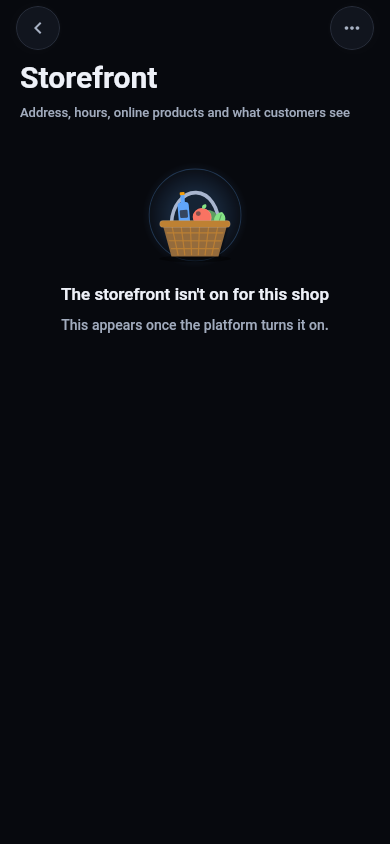 Storefront
Address, hours, online products and what customers see
The storefront isn't on for this shop
This appears once the platform turns it on.